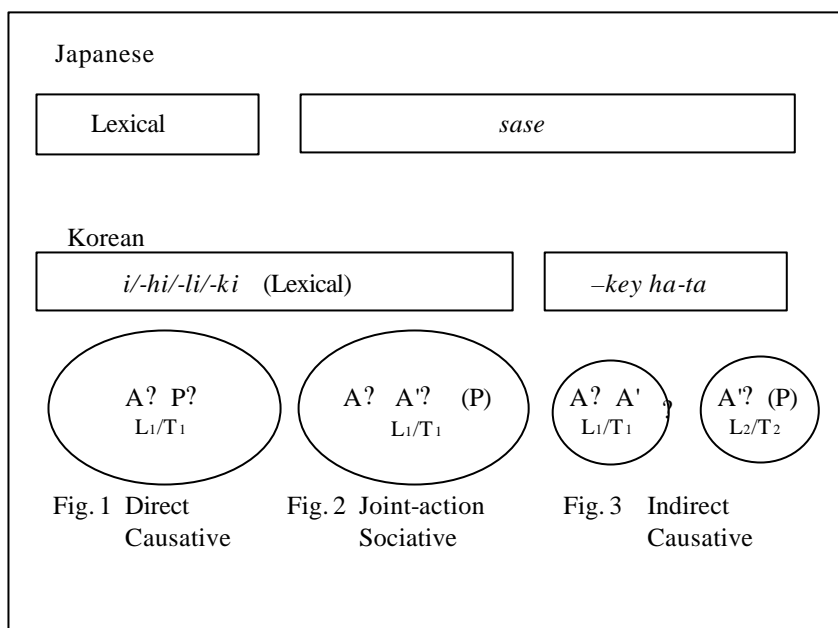 Japanese
Lexical sase
Korean
i/-hi/-li/-ki (Lexical) –key ha-ta
A? P? A? A'? (P) A? A' ? A'? (P)
L1/T1 L1/T1 L1/T1 L2/T2
Fig. 1 Direct Fig. 2 Joint-action Fig. 3 Indirect
Causative Sociative Causative